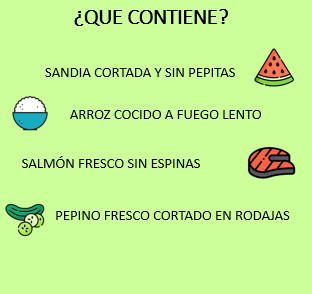 ¿QUE CONTIENE?
SANDIA CORTADA Y SIN PEPITAS
ARROZ COCIDO A FUEGO LENTO
SALMÓN FRESCO SIN ESPINAS
PEPINO FRESCO CORTADO EN RODAJAS